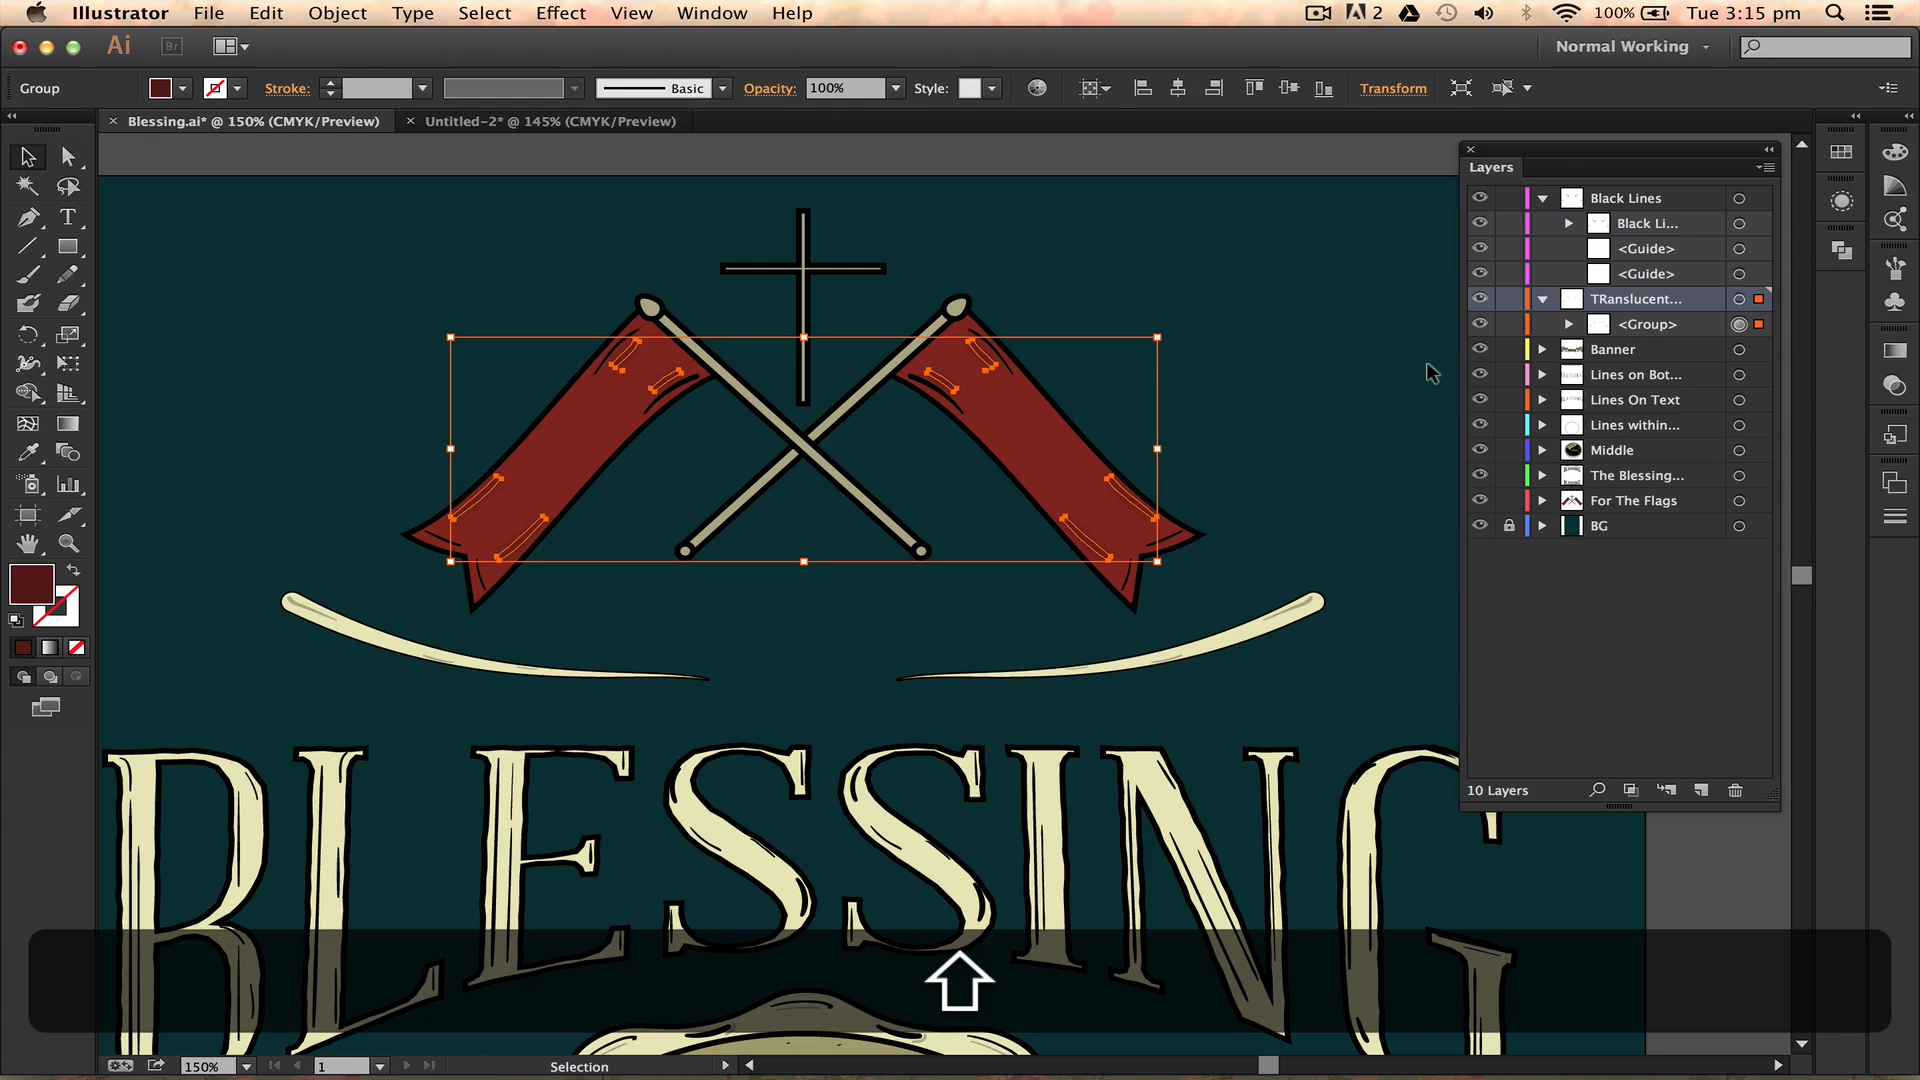 Illustrator File Edit Object Type Select Effect View Window Help 2 100% Tue 3:15 pm
Ai Br Normal Working
Group Stroke: Basic Opacity: 100% Style: Transform
Blessing.ai* @ 150% (CMYK/Preview) Untitled-2* @ 145% (CMYK/Preview)
Layers
Black Lines
Black Li...
<Guide>
<Guide>
TRanslucent...
<Group>
Banner
Lines on Bot...
Lines On Text
Lines within...
Middle
The Blessing...
For The Flags
BG
10 Layers
BLESSING
150% 1 Selection